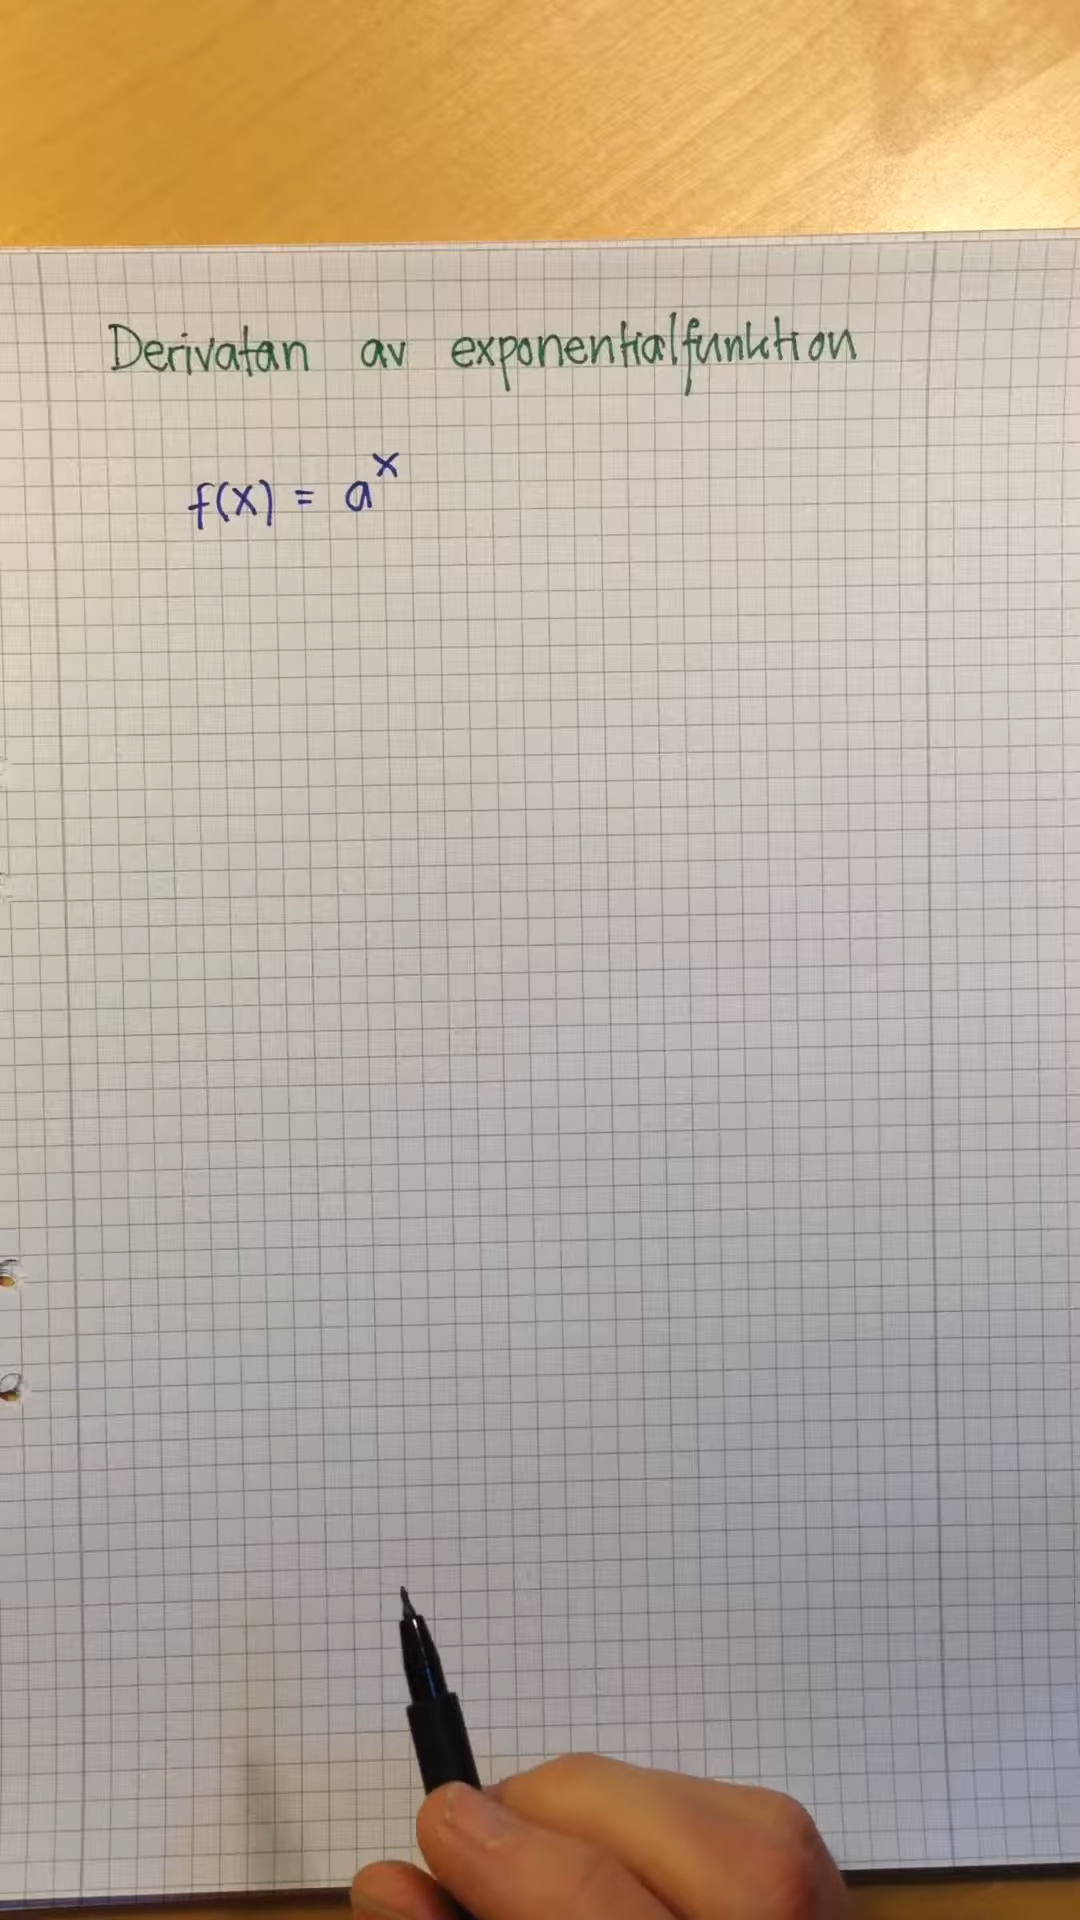 Derivatan av exponentialfunktion
f(x) = a^x